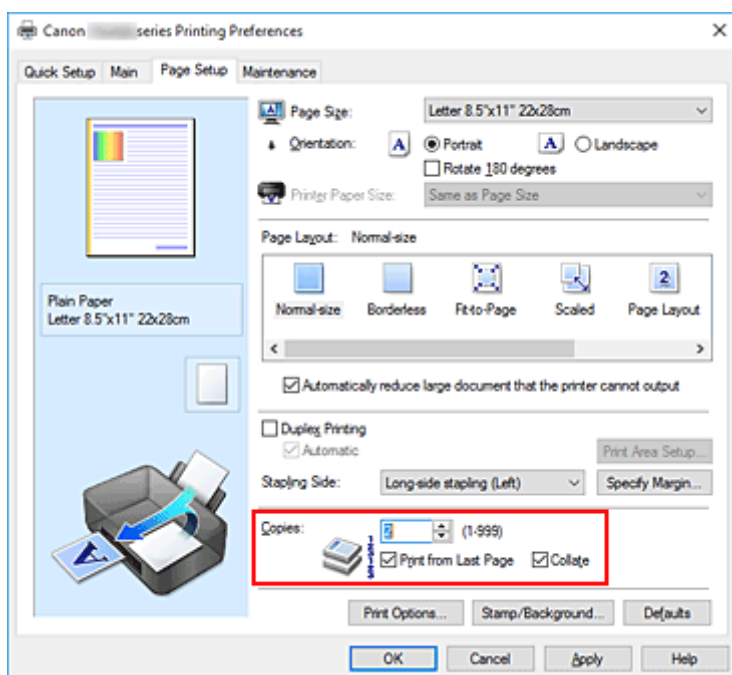 Canon series Printing Preferences
Quick Setup Main Page Setup Maintenance
Page Size: Letter 8.5"x11" 22x28cm
Orientation: A Portrait A Landscape
Rotate 180 degrees
Printer Paper Size: Same as Page Size
Page Layout: Normal-size
2
Normal-size Borderless Fit-to-Page Scaled Page Layout
Plain Paper
Letter 8.5"x11" 22x28cm
Automatically reduce large document that the printer cannot output
Duplex Printing
Automatic Print Area Setup...
Stapling Side: Long-side stapling (Left) Specify Margin...
Copies: 2 (1-999)
Print from Last Page Collate
A
Print Options... Stamp/Background... Defaults
OK Cancel Apply Help